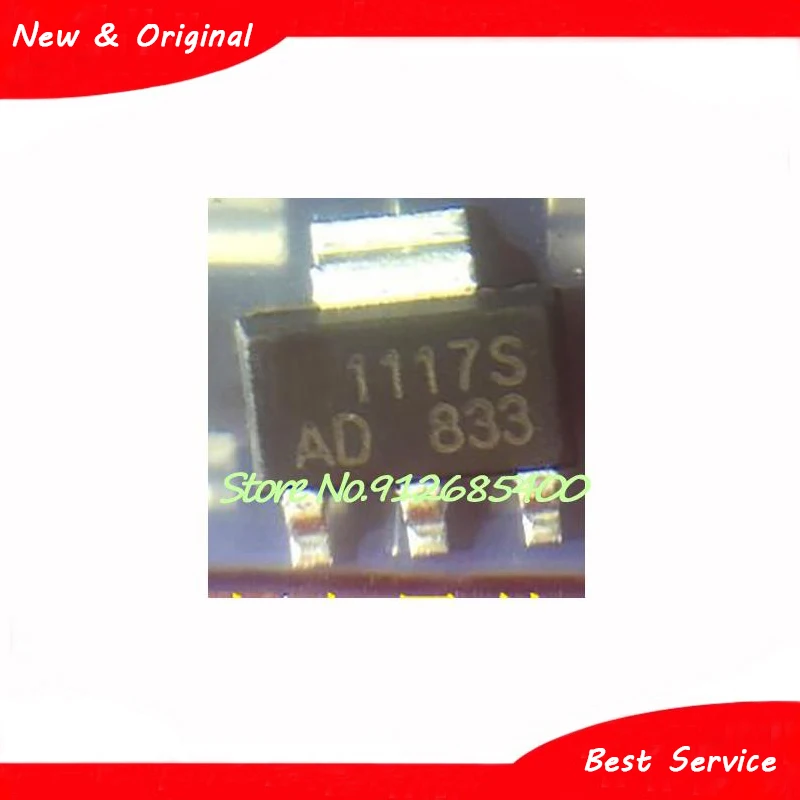 New & Original
1117S
AD 833
Store No.912685400
Best Service